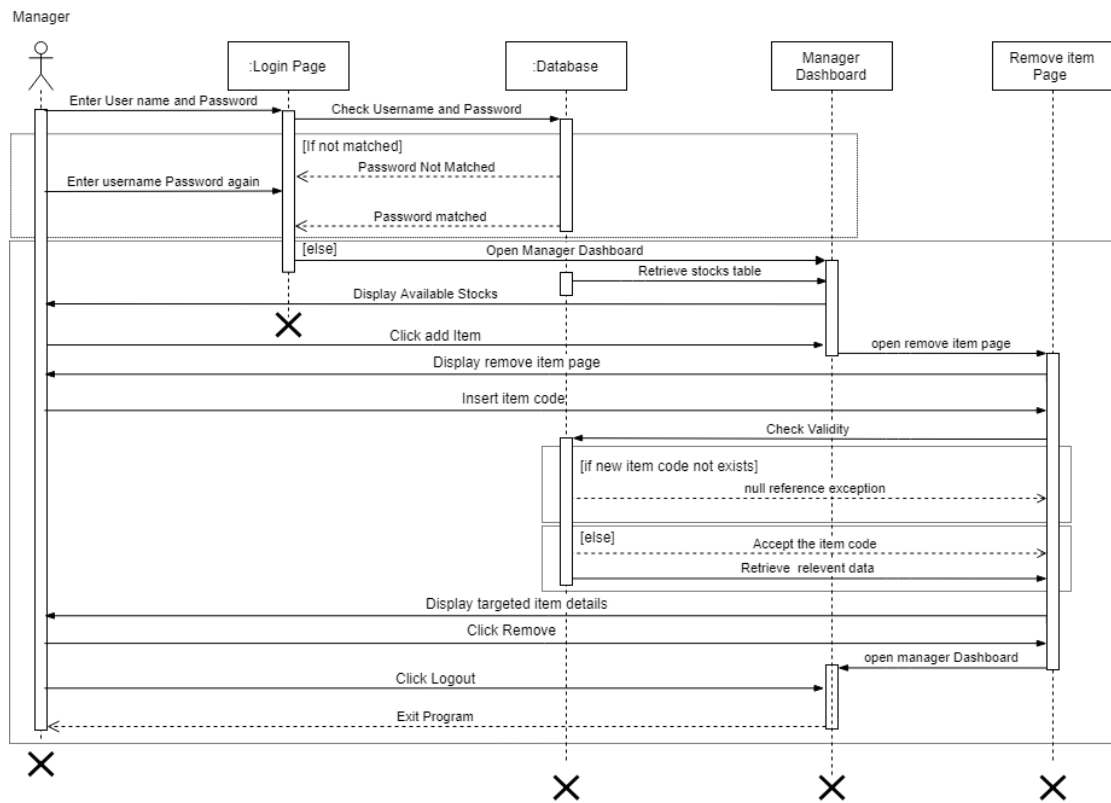 Manager
:Login Page
:Database
Manager
Dashboard
Remove item
Page
Enter User name and Password
Check Username and Password
[If not matched]
Password Not Matched
Enter username Password again
Password matched
[else]
Open Manager Dashboard
Retrieve stocks table
Display Available Stocks
Click add Item
open remove item page
Display remove item page
Insert item code
Check Validity
[if new item code not exists]
null reference exception
[else]
Accept the item code
Retrieve relevent data
Display targeted item details
Click Remove
open manager Dashboard
Click Logout
Exit Program